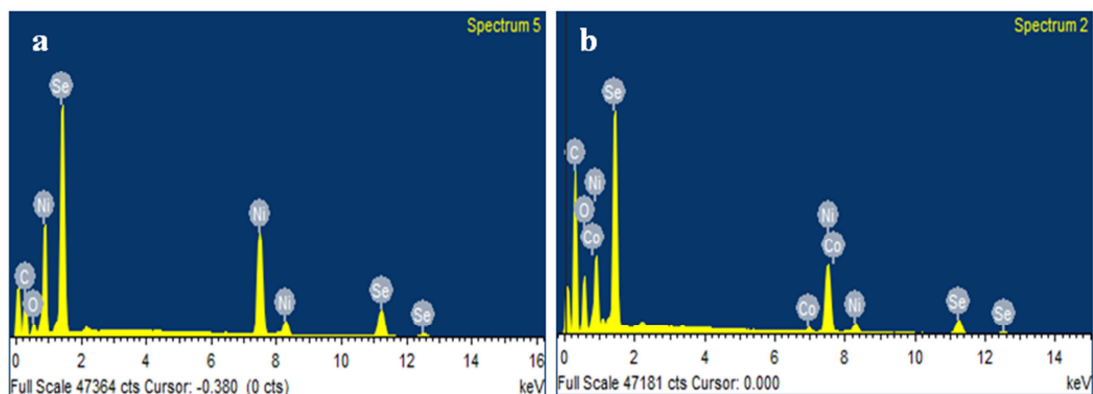 a
Spectrum 5
Se
Ni
C
O
Ni
Ni
Se
Se
0 2 4 6 8 10 12 14 16
Full Scale 47364 cts Cursor: -0.380 (0 cts) keV
b
Spectrum 2
Se
C
Ni
O
Co
Ni
Co
Co
Ni
Se
Se
0 2 4 6 8 10 12 14
Full Scale 47181 cts Cursor: 0.000 keV